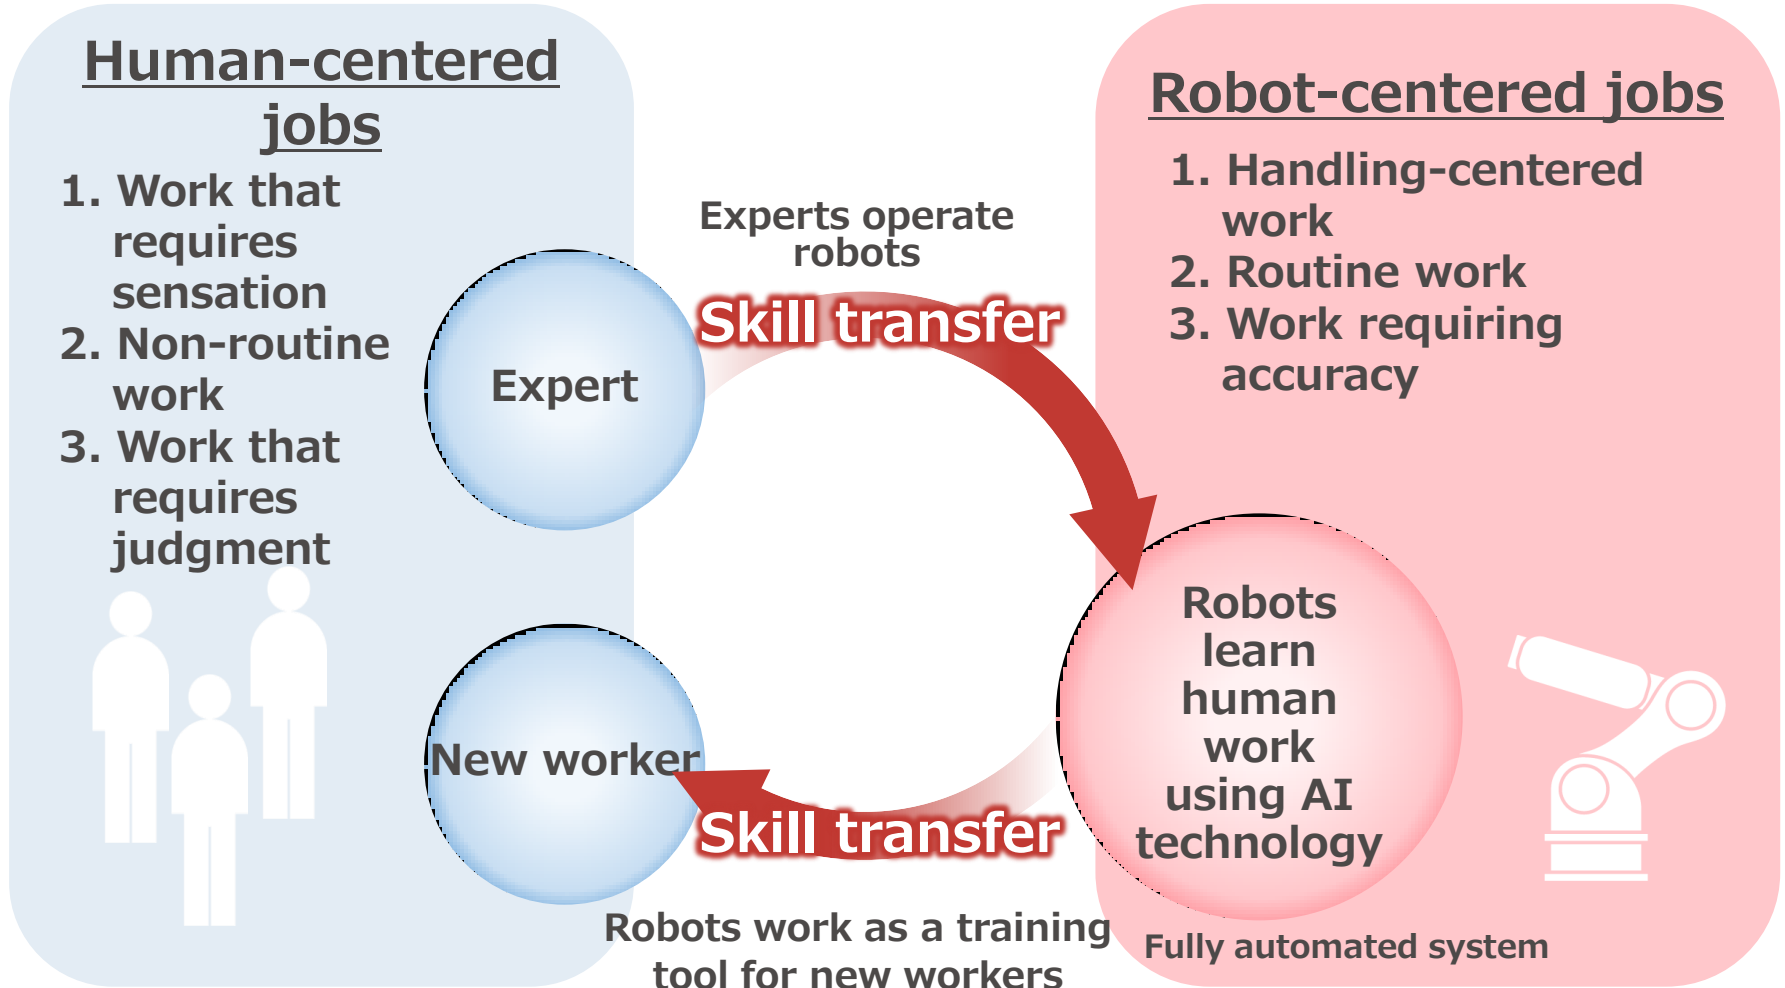 Human-centered
jobs
1. Work that
requires
sensation
2. Non-routine
work
3. Work that
requires
judgment
Expert
New worker
Experts operate
robots
Skill transfer
Skill transfer
Robots work as a training
tool for new workers
Robot-centered jobs
1. Handling-centered
work
2. Routine work
3. Work requiring
accuracy
Robots
learn
human
work
using AI
technology
Fully automated system